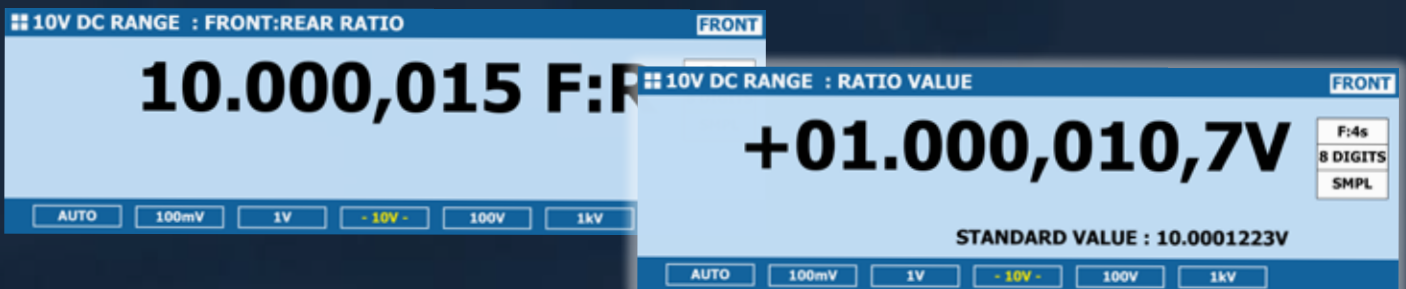 10V DC RANGE : FRONT:REAR RATIO
FRONT
10.000,015 F:R
AUTO
100mV
1V
- 10V -
100V
1kV
10V DC RANGE : RATIO VALUE
FRONT
+01.000,010,7V
F:4s
8 DIGITS
SMPL
STANDARD VALUE : 10.0001223V
AUTO
100mV
1V
- 10V -
100V
1kV